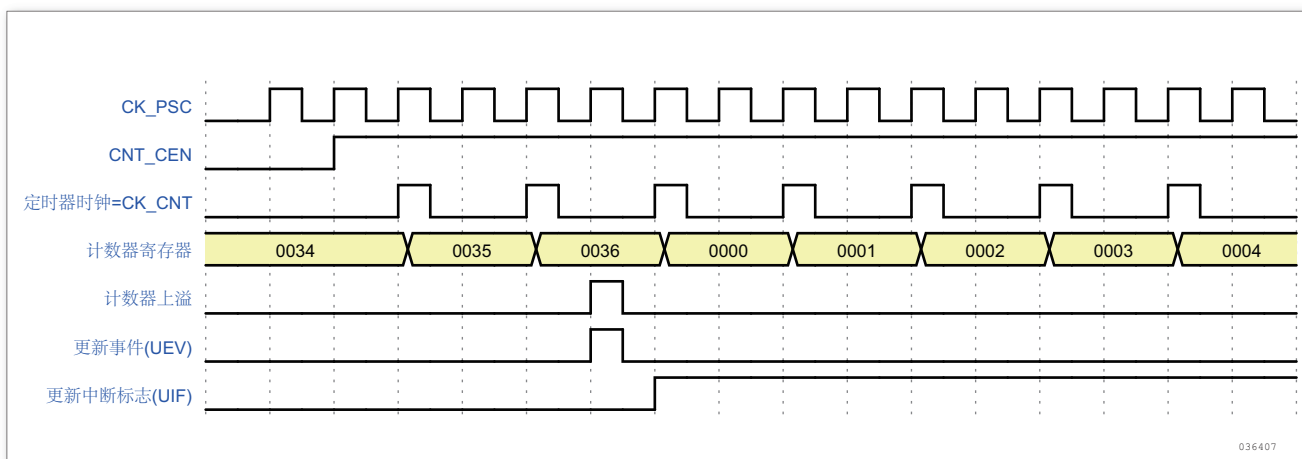 CK_PSC
CNT_CEN
定时器时钟=CK_CNT
计数器寄存器 0034 0035 0036 0000 0001 0002 0003 0004
计数器上溢
更新事件(UEV)
更新中断标志(UIF)
036407